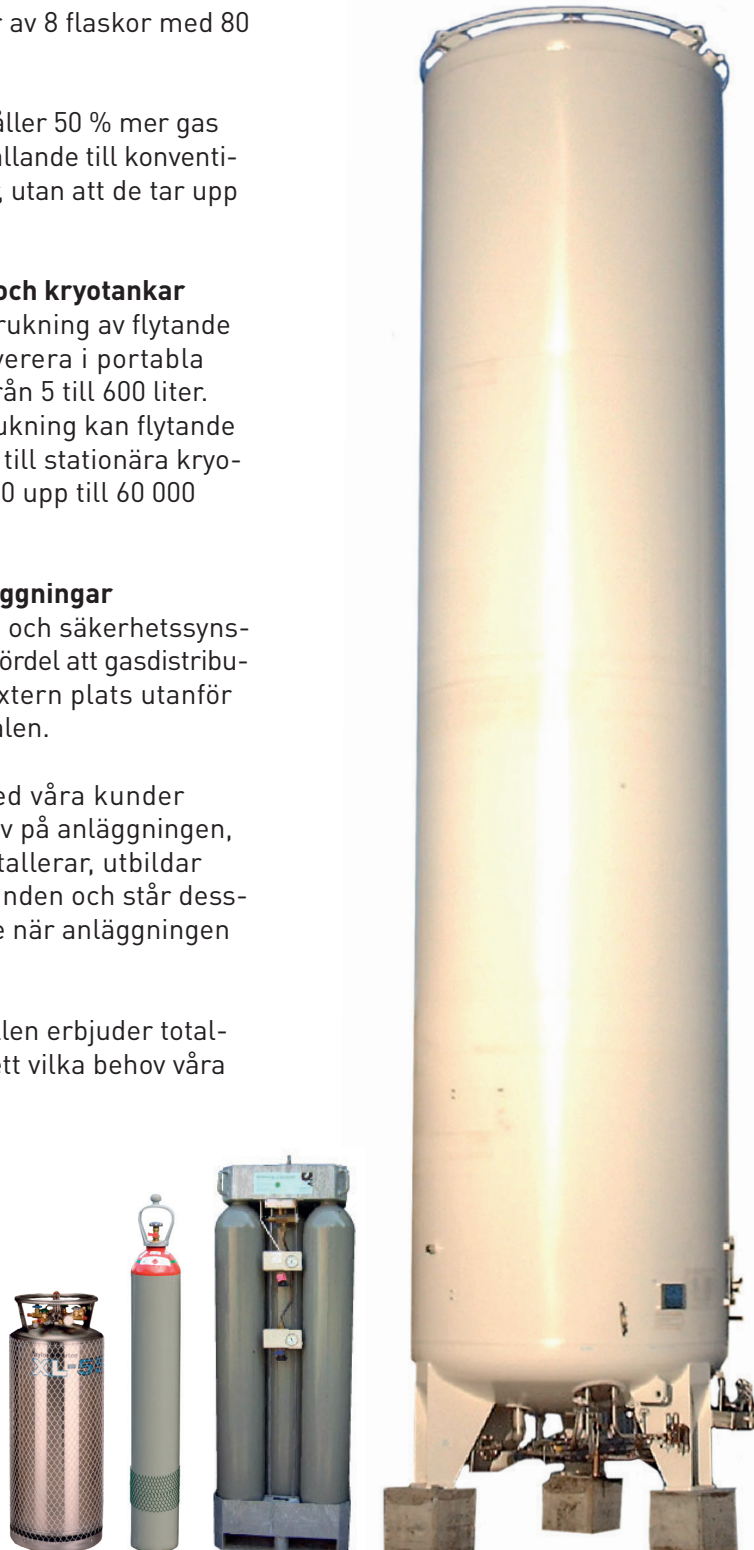 r av 8 flaskor med 80
åller 50 % mer gas
ållande till konventi-
, utan att de tar upp
och kryotankar
rukning av flytande
verera i portabla
rån 5 till 600 liter.
ukning kan flytande
till stationära kryo-
0 upp till 60 000
ggningar
och säkerhetssyns-
ördel att gasdistribu-
xtern plats utanför
alen.
ed våra kunder
v på anläggningen,
tallerar, utbildar
nden och står dess-
e när anläggningen
llen erbjuder total-
ett vilka behov våra